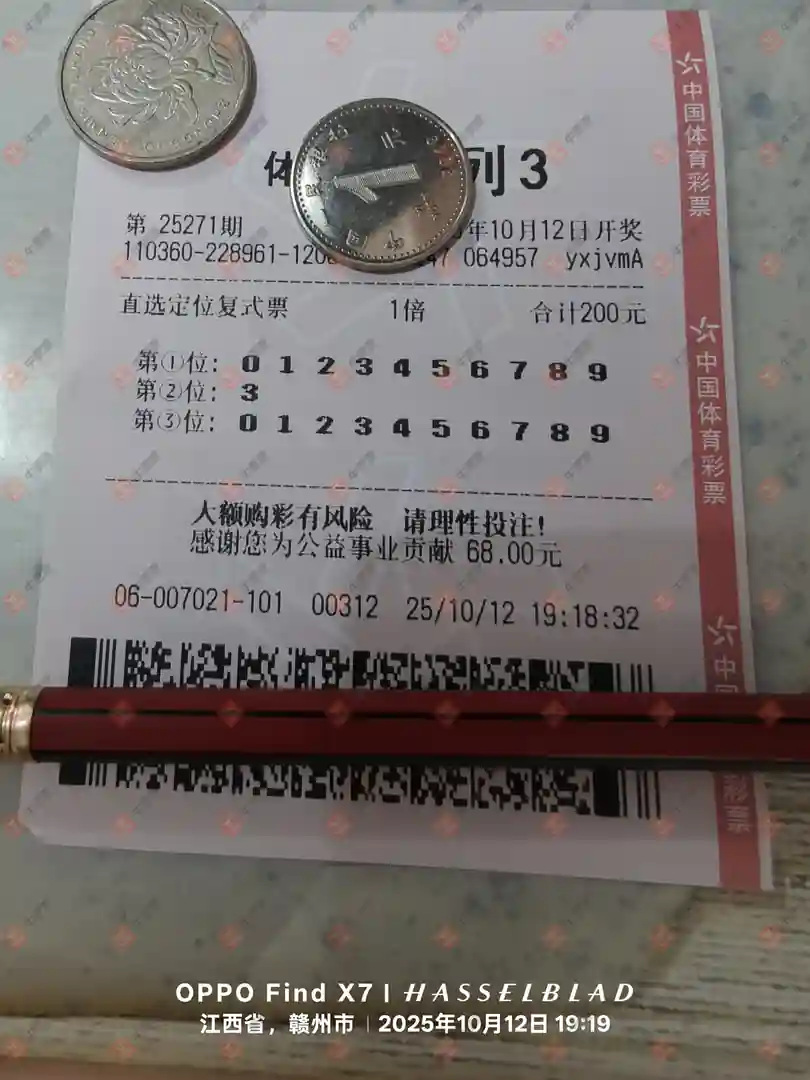 中国体育彩票
体 列3
第 25271期 年10月12日开奖
110360-228961-120 47 064957 yxjvmA
直选定位复式票 1倍 合计200元
第①位: 0 1 2 3 4 5 6 7 8 9
第②位: 3
第③位: 0 1 2 3 4 5 6 7 8 9
中国体育彩票
大额购彩有风险 请理性投注!
感谢您为公益事业贡献 68.00元
06-007021-101 00312 25/10/12 19:18:32
OPPO Find X7 | HASSELBLAD
江西省，赣州市 | 2025年10月12日 19:19